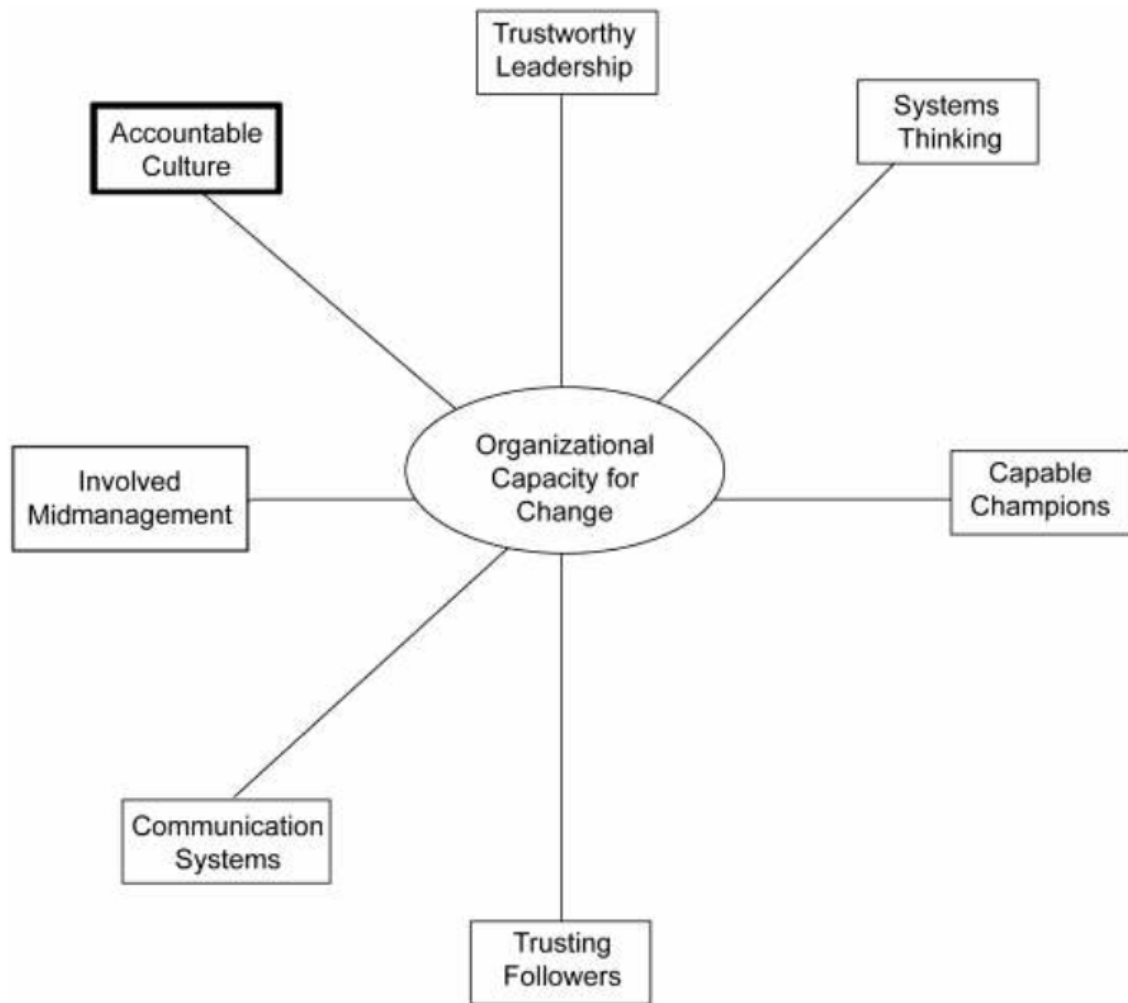 Trustworthy
Leadership
Systems
Thinking
Accountable
Culture
Organizational
Capacity for
Change
Involved
Midmanagement
Capable
Champions
Communication
Systems
Trusting
Followers